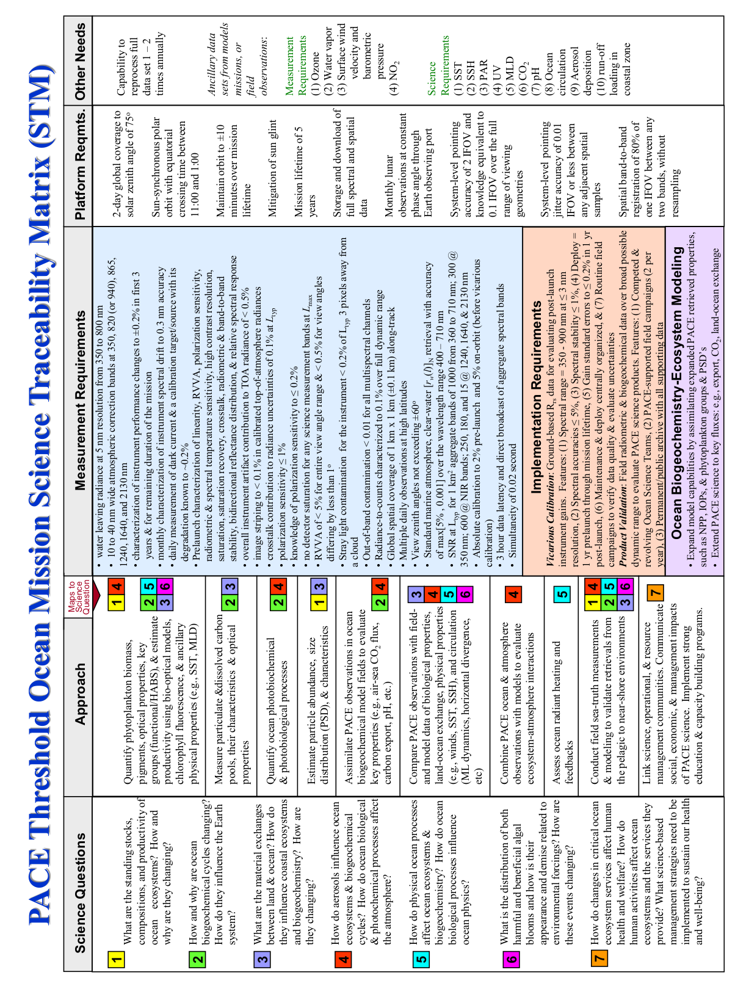 PACE Threshold Ocean Mission Science Traceability Matrix (STM)
Science Questions
1
What are the standing stocks,
compositions, and productivity of
ocean ecosystems? How and
why are they changing?
2
How and why are ocean
biogeochemical cycles changing?
How do they influence the Earth
system?
3
What are the material exchanges
between land & ocean? How do
they influence coastal ecosystems
and biogeochemistry? How are
they changing?
4
How do aerosols influence ocean
ecosystems & biogeochemical
cycles? How do ocean biological
& photochemical processes affect
the atmosphere?
5
How do physical ocean processes
affect ocean ecosystems &
biogeochemistry? How do ocean
biological processes influence
ocean physics?
6
What is the distribution of both
harmful and beneficial algal
blooms and how is their
appearance and demise related to
environmental forcings? How are
these events changing?
7
How do changes in critical ocean
ecosystem services affect human
health and welfare? How do
human activities affect ocean
ecosystems and the services they
provide? What science-based
management strategies need to be
implemented to sustain our health
and well-being?
Approach
Quantify phytoplankton biomass,
pigments, optical properties, key
groups (functional/HABS), & estimate
productivity using bio-optical models,
chlorophyll fluorescence, & ancillary
physical properties (e.g., SST, MLD)
Measure particulate &dissolved carbon
pools, their characteristics & optical
properties
Quantify ocean photobiochemical
& photobiological processes
Estimate particle abundance, size
distribution (PSD), & characteristics
Assimilate PACE observations in ocean
biogeochemical model fields to evaluate
key properties (e.g., air-sea CO2 flux,
carbon export, pH, etc.)
Compare PACE observations with field-
and model data of biological properties,
land-ocean exchange, physical properties
(e.g., winds, SST, SSH), and circulation
(ML dynamics, horizontal divergence,
etc)
Combine PACE ocean & atmosphere
observations with models to evaluate
ecosystem-atmosphere interactions
Assess ocean radiant heating and
feedbacks
Conduct field sea-truth measurements
& modeling to validate retrievals from
the pelagic to near-shore environments
Link science, operational, & resource
management communities. Communicate
social, economic, & management impacts
of PACE science. Implement strong
education & capacity building programs.
Maps to
Science
Question
1 4
2 5
3 6
2 3
2 4
1 3
2 4
3
4
5
6
4
5
1 4
2 5
3 6
7
Measurement Requirements
• water leaving radiance at 5 nm resolution from 350 to 800 nm
• 10 to 40 nm wide atmospheric correction bands at 350, 820 (or 940), 865,
1240, 1640, and 2130 nm
• characterization of instrument performance changes to ±0.2% in first 3
years & for remaining duration of the mission
• monthly characterization of instrument spectral drift to 0.3 nm accuracy
• daily measurement of dark current & a calibration target/source with its
degradation known to ~0.2%
• Prelaunch characterization of linearity, RVVA, polarization sensitivity,
radiometric & spectral temperature sensitivity, high contrast resolution,
saturation, saturation recovery, crosstalk, radiometric & band-to-band
stability, bidirectional reflectance distribution, & relative spectral response
• overall instrument artifact contribution to TOA radiance of < 0.5%
• image striping to < 0.1% in calibrated top-of-atmosphere radiances
• crosstalk contribution to radiance uncertainties of 0.1% at Ltyp
• polarization sensitivity ≤ 1%
• knowledge of polarization sensitivity to ≤ 0.2%
• no detector saturation for any science measurement bands at Lmax
• RVVA of < 5% for entire view angle range & < 0.5% for view angles
differing by less than 1°
• Stray light contamination for the instrument < 0.2% of Ltyp 3 pixels away from
a cloud
• Out-of-band contamination < 0.01 for all multispectral channels
• Radiance-to-counts characterized to 0.1% over full dynamic range
• Global spatial coverage of 1 km x 1 km (±0.1 km) along-track
• Multiple daily observations at high latitudes
• View zenith angles not exceeding ±60°
• Standard marine atmosphere, clear-water [rw(l)]N retrieval with accuracy
of max[5% , 0.001] over the wavelength range 400 – 710 nm
• SNR at Ltyp for 1 km2 aggregate bands of 1000 from 360 to 710 nm; 300 @
350 nm; 600 @ NIR bands; 250, 180, and 15 @ 1240, 1640, & 2130 nm
• Absolute calibration to 2% pre-launch and 5% on-orbit (before vicarious
calibration)
• 3 hour data latency and direct broadcast of aggregate spectral bands
• Simultaneity of 0.02 second
Implementation Requirements
Vicarious Calibration: Ground-based Rrs data for evaluating post-launch
instrument gains. Features: (1) Spectral range = 350 - 900 nm at ≤ 3 nm
resolution, (2) Spectral accuracies ≤ 5%, (3) Spectral stability ≤ 1%, (4) Deploy =
1 yr prelaunch through mission lifetime, (5) Gain standard errors to ≤ 0.2% in 1 yr
post-launch, (6) Maintenance & deploy centrally organized, & (7) Routine field
campaigns to verify data quality & evaluate uncertainties
Product Validation: Field radiometric & biogeochemical data over broad possible
dynamic range to evaluate PACE science products. Features: (1) Competed &
revolving Ocean Science Teams, (2) PACE-supported field campaigns (2 per
year), (3) Permanent/public archive with all supporting data
Ocean Biogeochemistry-Ecosystem Modeling
• Expand model capabilities by assimilating expanded PACE retrieved properties,
such as NPP, IOPs, & phytoplankton groups & PSD's
• Extend PACE science to key fluxes: e.g., export, CO2, land-ocean exchange
Platform Reqmts.
2-day global coverage to
solar zenith angle of 75°
Sun-synchronous polar
orbit with equatorial
crossing time between
11:00 and 1:00
Maintain orbit to ±10
minutes over mission
lifetime
Mitigation of sun glint
Mission lifetime of 5
years
Storage and download of
full spectral and spatial
data
Monthly lunar
observations at constant
phase angle through
Earth observing port
System-level pointing
accuracy of 2 IFOV and
knowledge equivalent to
0.1 IFOV over the full
range of viewing
geometries
System-level pointing
jitter accuracy of 0.01
IFOV or less between
any adjacent spatial
samples
Spatial band-to-band
registration of 80% of
one IFOV between any
two bands, without
resampling
Other Needs
Capability to
reprocess full
data set 1 – 2
times annually
Ancillary data
sets from models
missions, or
field
observations:
Measurement
Requirements
(1) Ozone
(2) Water vapor
(3) Surface wind
velocity and
barometric
pressure
(4) NO2
Science
Requirements
(1) SST
(2) SSH
(3) PAR
(4) UV
(5) MLD
(6) CO2
(7) pH
(8) Ocean
circulation
(9) Aerosol
deposition
(10) run-off
loading in
coastal zone